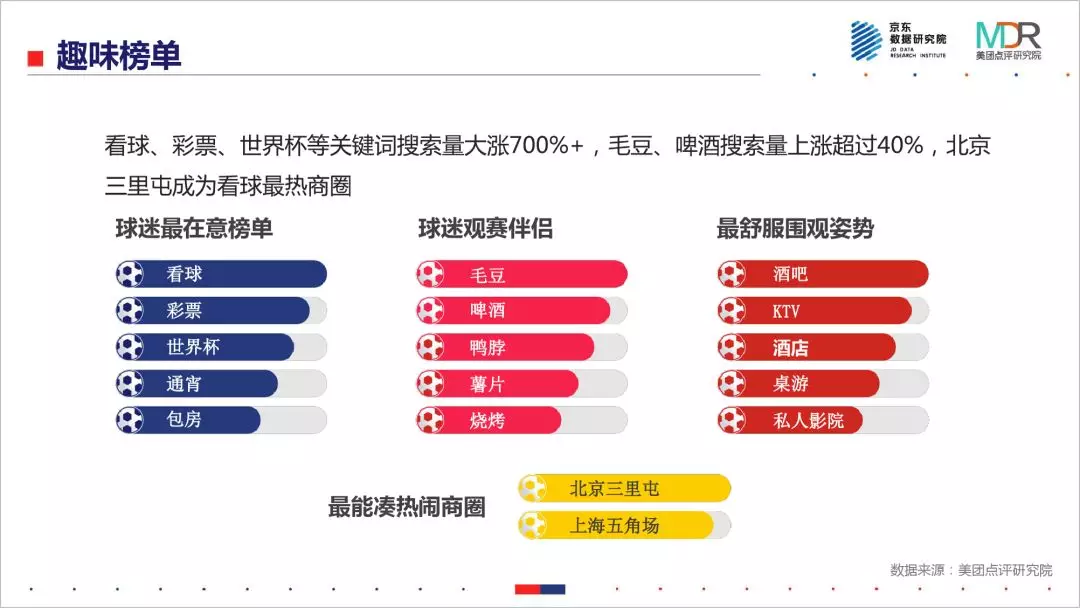 趣味榜单
京东
数据研究院
JD DATA
RESEARCH INSTITUTE
MDR
美团点评研究院
看球、彩票、世界杯等关键词搜索量大涨700%+，毛豆、啤酒搜索量上涨超过40%，北京
三里屯成为看球最热商圈
球迷最在意榜单
看球
彩票
世界杯
通宵
包房
球迷观赛伴侣
毛豆
啤酒
鸭脖
薯片
烧烤
最舒服围观姿势
酒吧
KTV
酒店
桌游
私人影院
最能凑热闹商圈
北京三里屯
上海五角场
数据来源：美团点评研究院